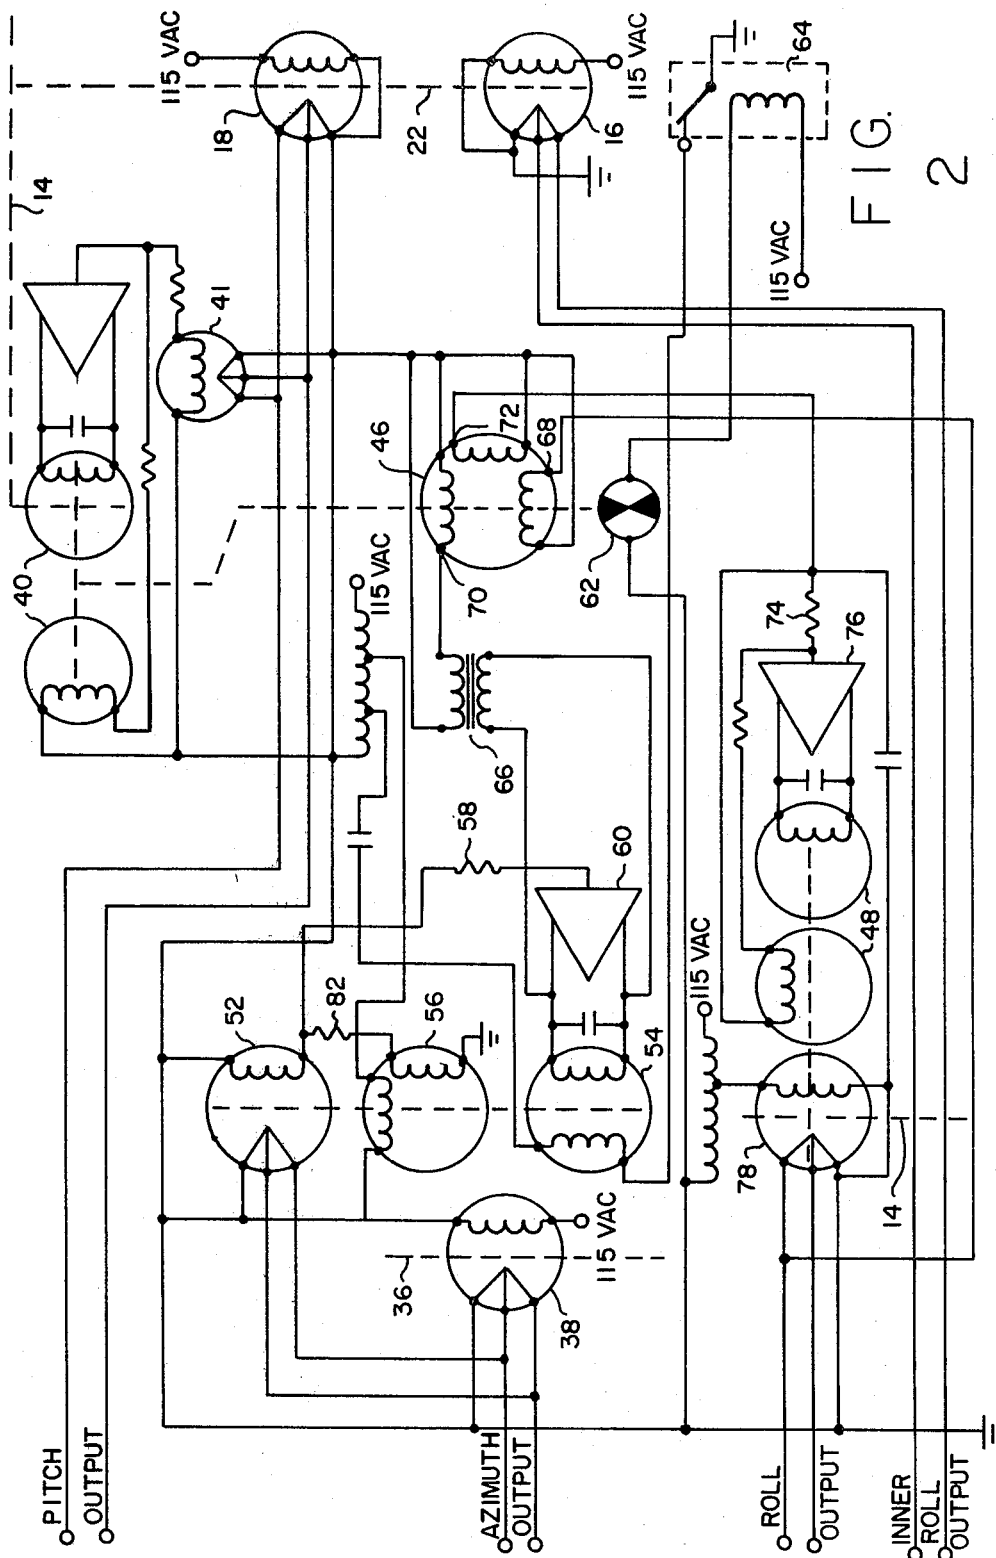 115 VAC
18
22
16
115 VAC
64
FIG.
2
14
41
40
46
72
68
70
62
115 VAC
115 VAC
66
58
60
74
76
48
52
82
56
54
115 VAC
78
14
36
38
115 VAC
PITCH
OUTPUT
AZIMUTH
OUTPUT
ROLL
OUTPUT
INNER
ROLL
OUTPUT